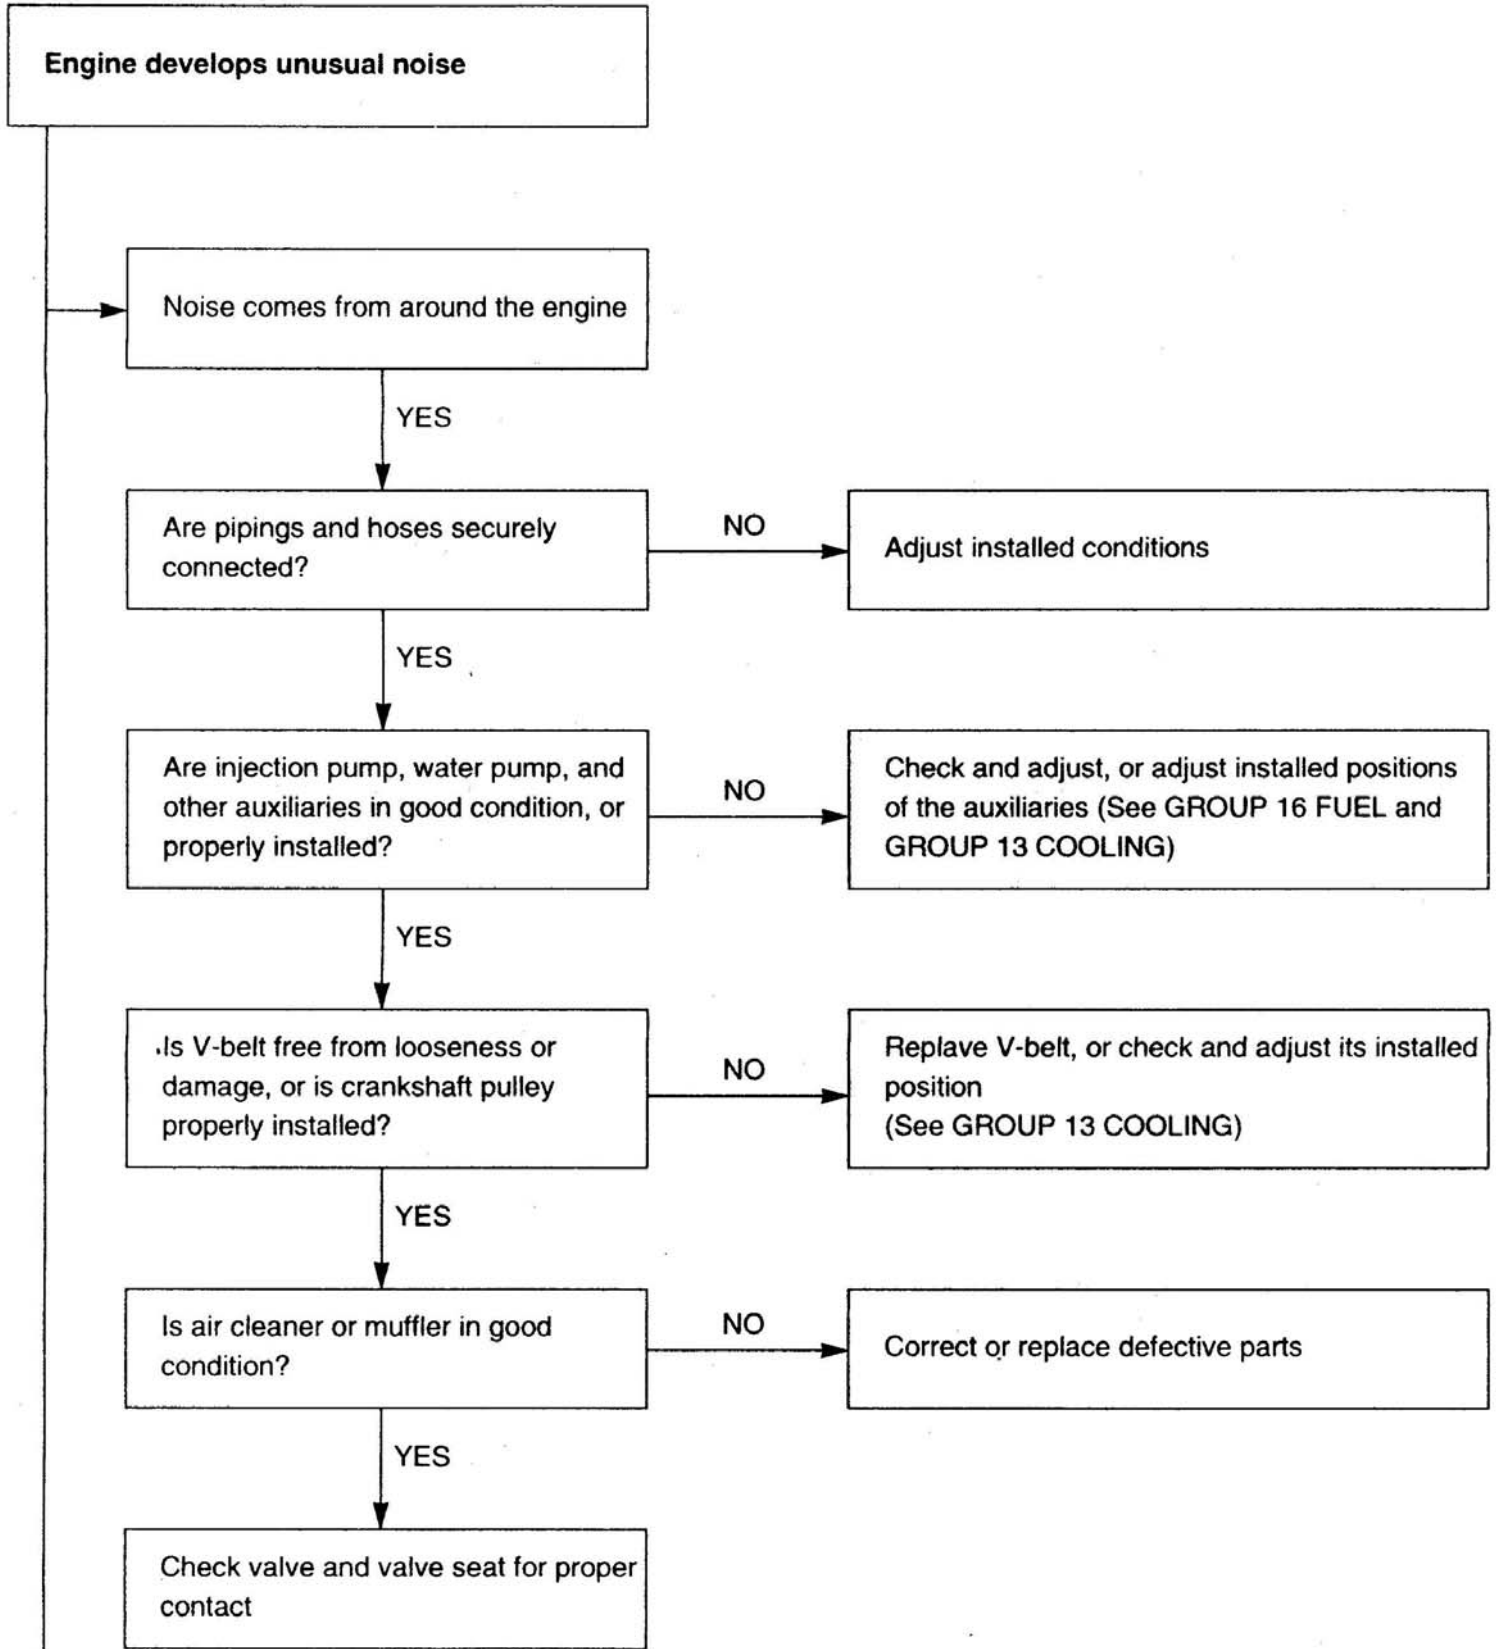 Engine develops unusual noise
Noise comes from around the engine
YES
Are pipings and hoses securely
connected?
NO
Adjust installed conditions
YES
Are injection pump, water pump, and
other auxiliaries in good condition, or
properly installed?
NO
Check and adjust, or adjust installed positions
of the auxiliaries (See GROUP 16 FUEL and
GROUP 13 COOLING)
YES
Is V-belt free from looseness or
damage, or is crankshaft pulley
properly installed?
NO
Replave V-belt, or check and adjust its installed
position
(See GROUP 13 COOLING)
YES
Is air cleaner or muffler in good
condition?
NO
Correct or replace defective parts
YES
Check valve and valve seat for proper
contact